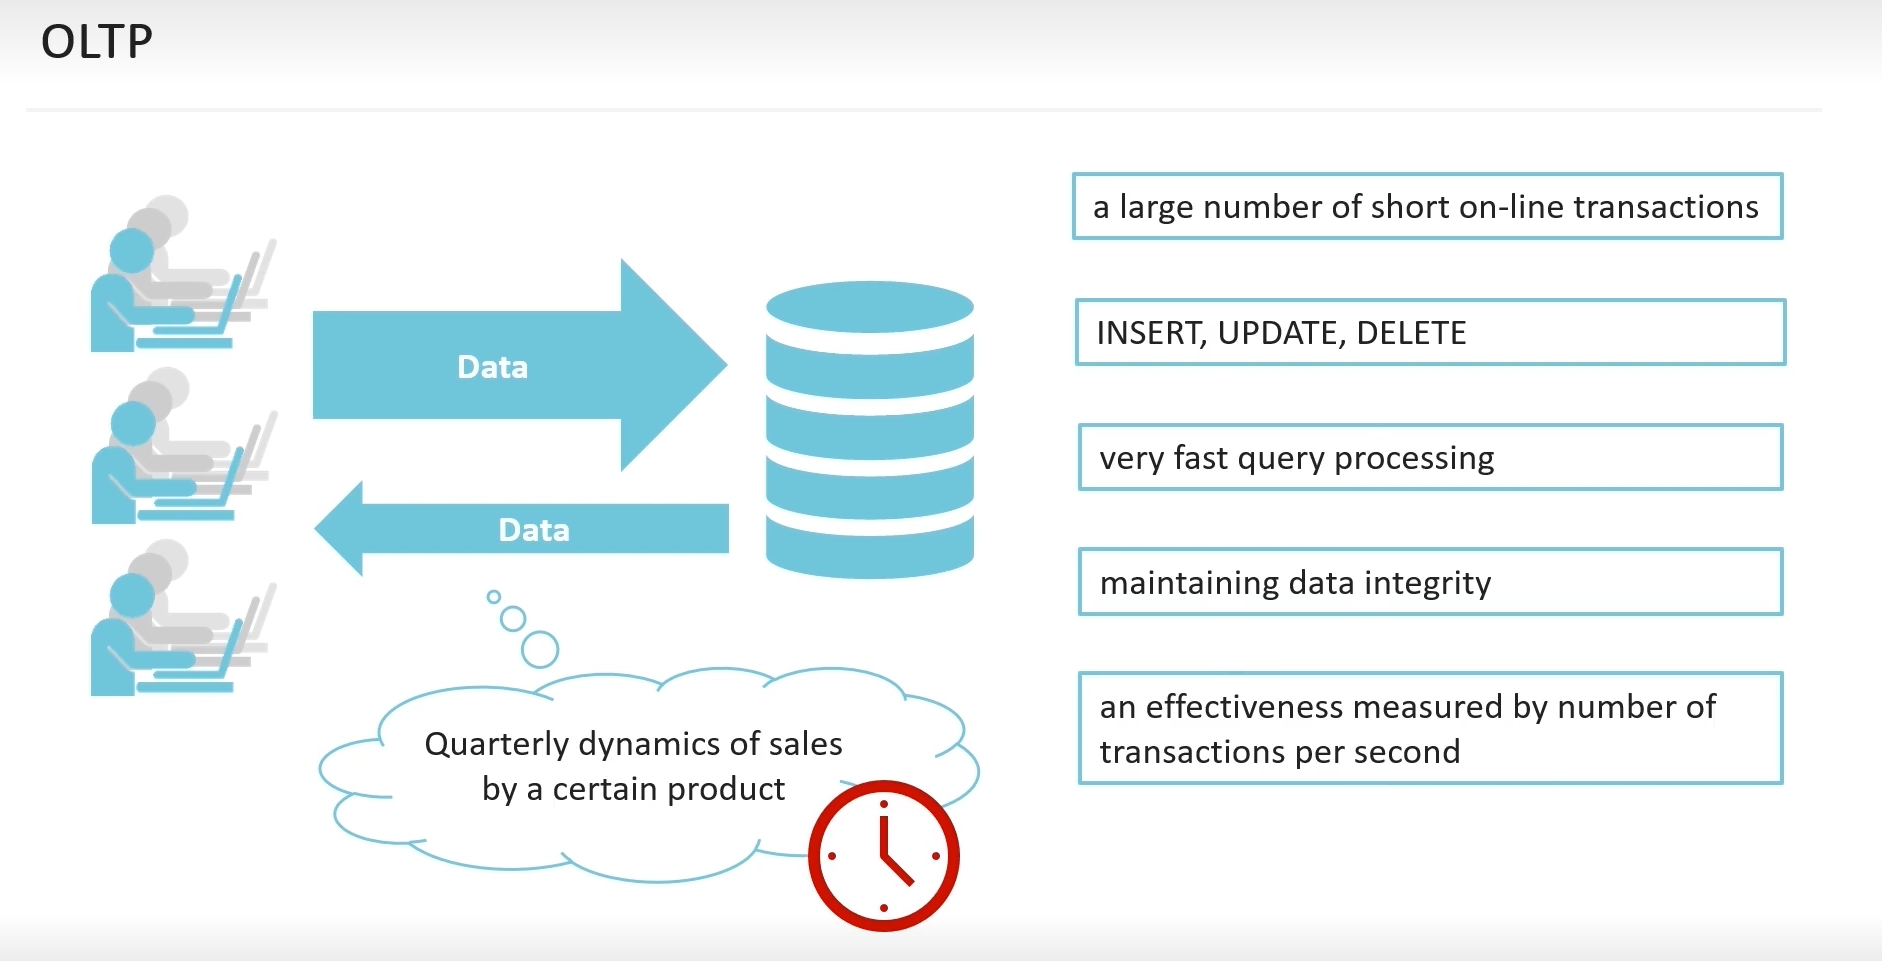 OLTP
Data
Data
Quarterly dynamics of sales
by a certain product
a large number of short on-line transactions
INSERT, UPDATE, DELETE
very fast query processing
maintaining data integrity
an effectiveness measured by number of
transactions per second